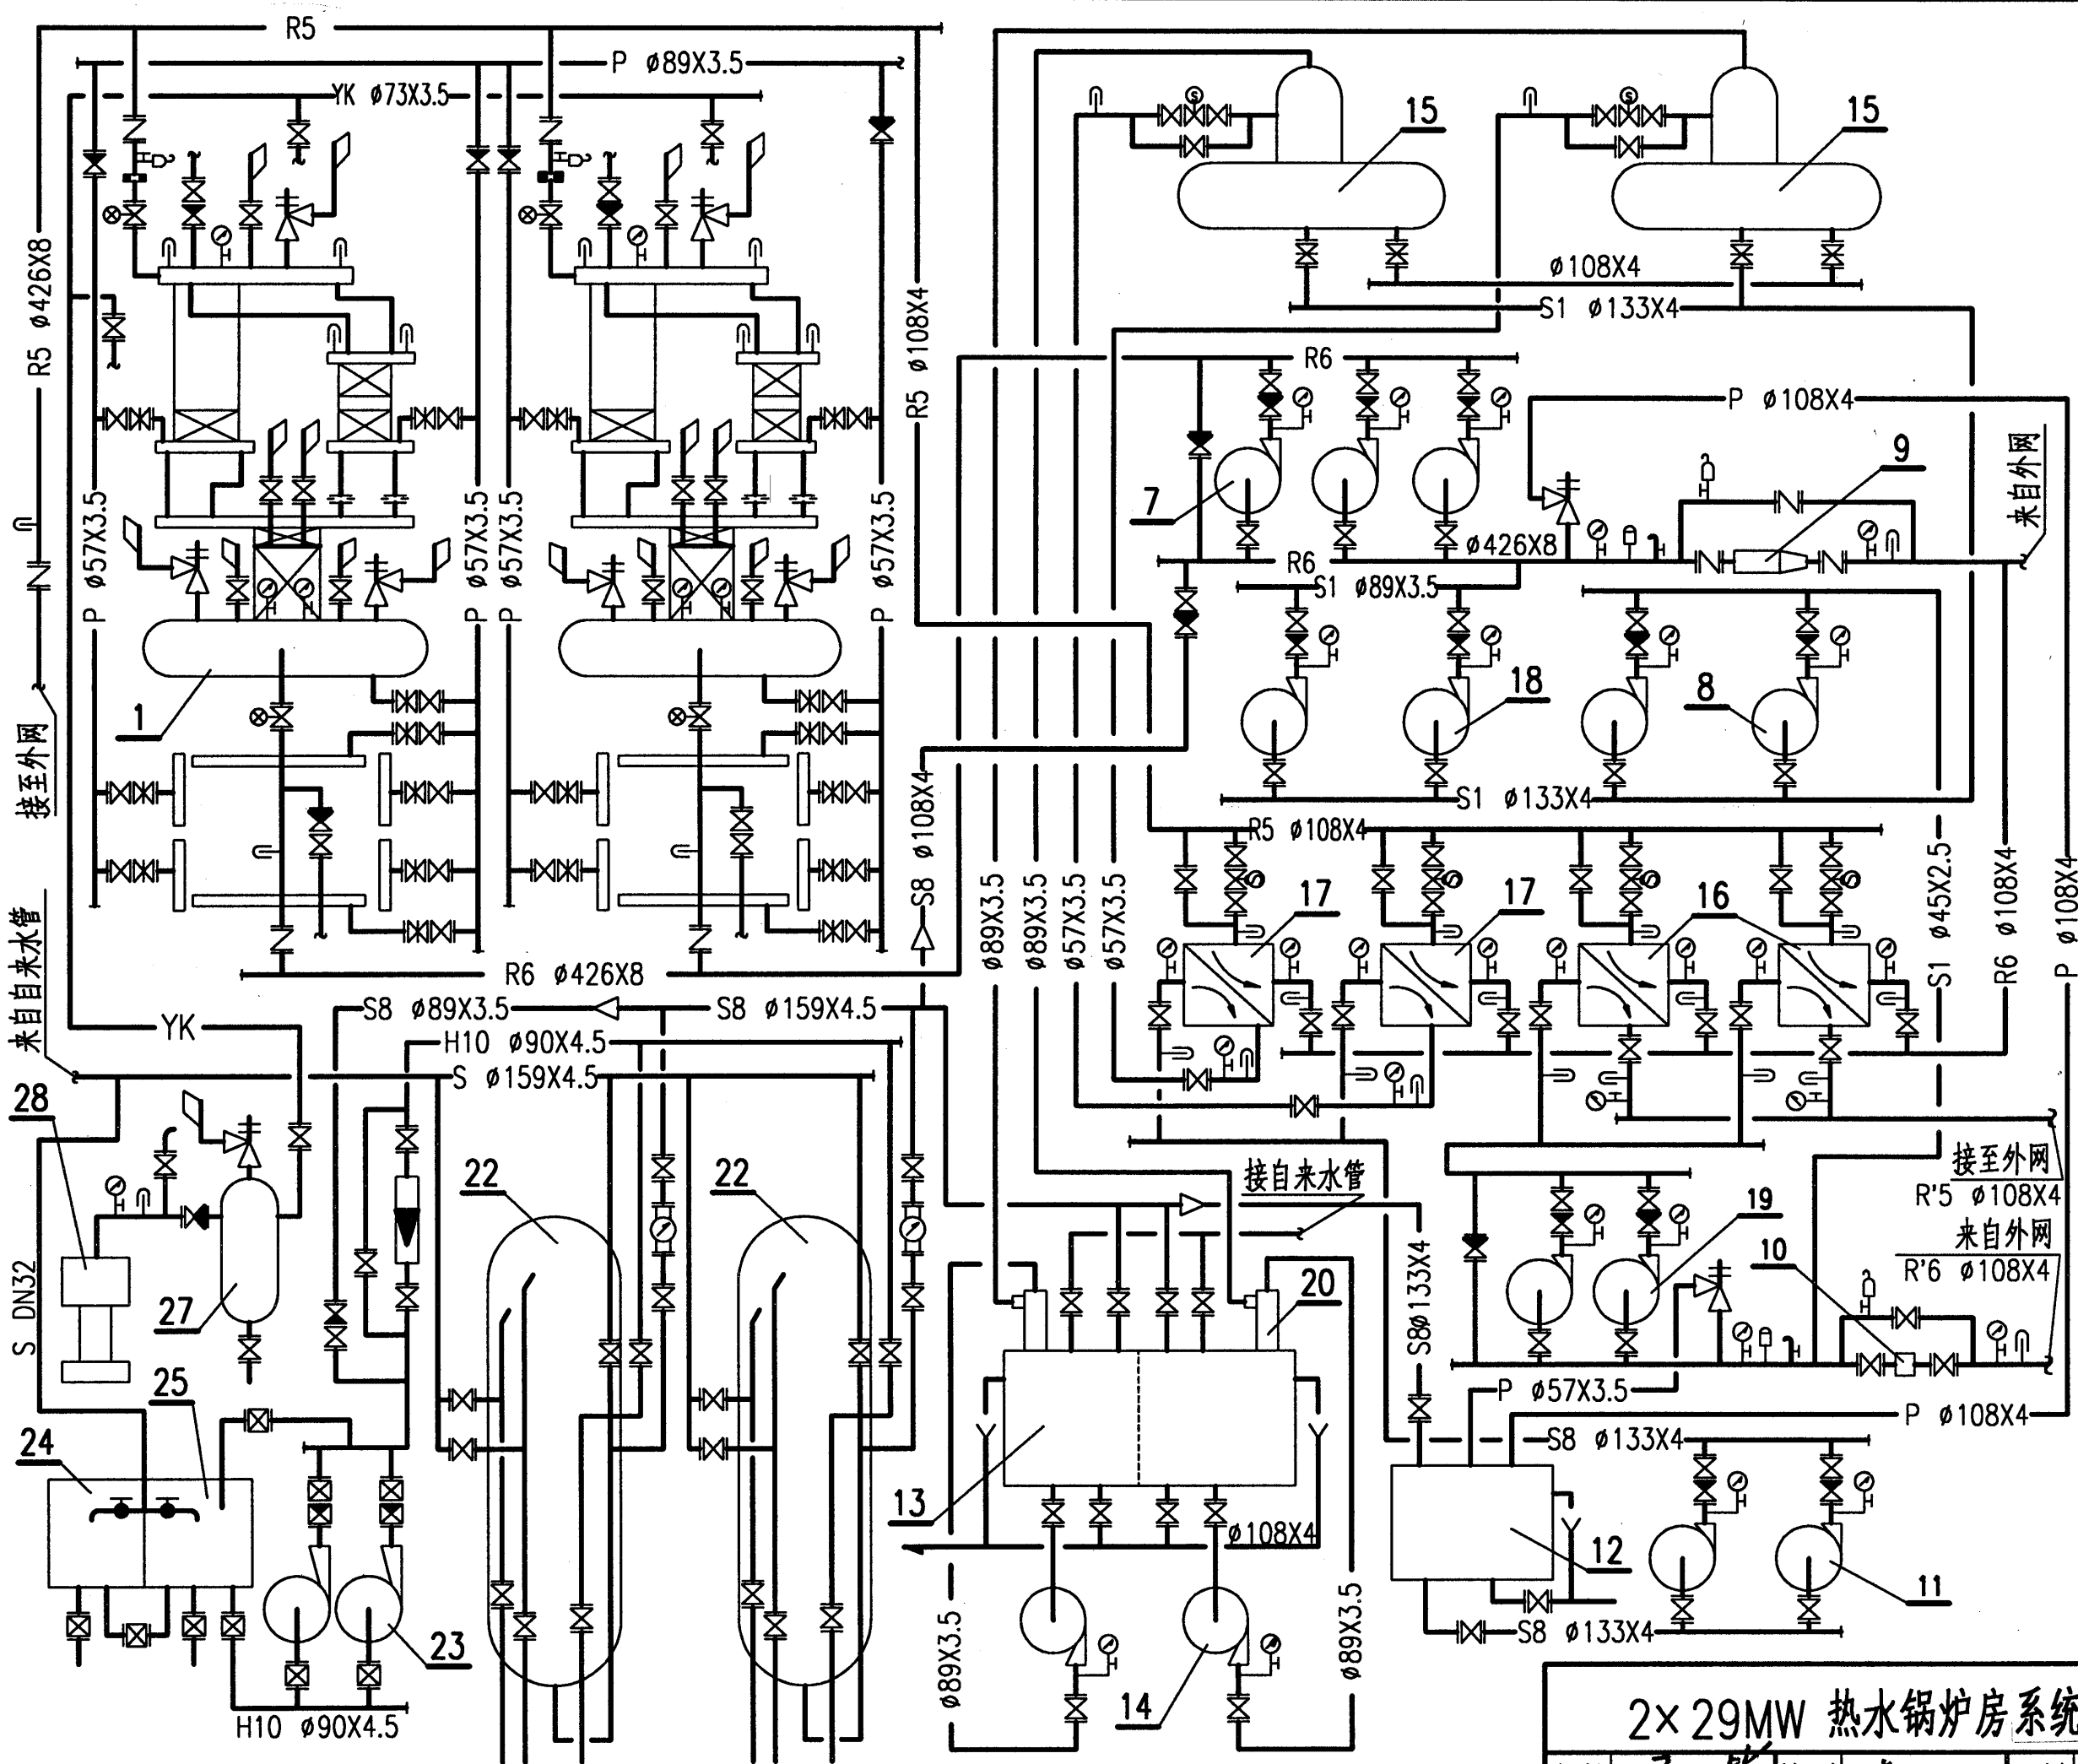 R5
P ø89X3.5
YK ø73X3.5
15
15
R5 ø426X8
ø108X4
S1 ø133X4
R5 ø108X4
R6
P ø108X4
9
来自外网
7
ø426X8
R6
S1 ø89X3.5
P ø57X3.5
P ø57X3.5
P ø57X3.5
P ø57X3.5
1
18
8
接至外网
S8 ø108X4
S1 ø133X4
R5 ø108X4
ø89X3.5
ø89X3.5
ø57X3.5
ø57X3.5
17
17
16
S1 ø45X2.5
R6 ø108X4
P ø108X4
来自自来水管
R6 ø426X8
S8 ø89X3.5
S8 ø159X4.5
YK
H10 ø90X4.5
S ø159X4.5
28
22
22
接自来水管
接至外网
R'5 ø108X4
来自外网
R'6 ø108X4
19
10
S DN32
27
S8ø133X4
20
25
24
P ø57X3.5
P ø108X4
S8 ø133X4
13
ø108X4
12
11
23
ø89X3.5
ø89X3.5
S8 ø133X4
14
H10 ø90X4.5
2×29MW 热水锅炉房系统